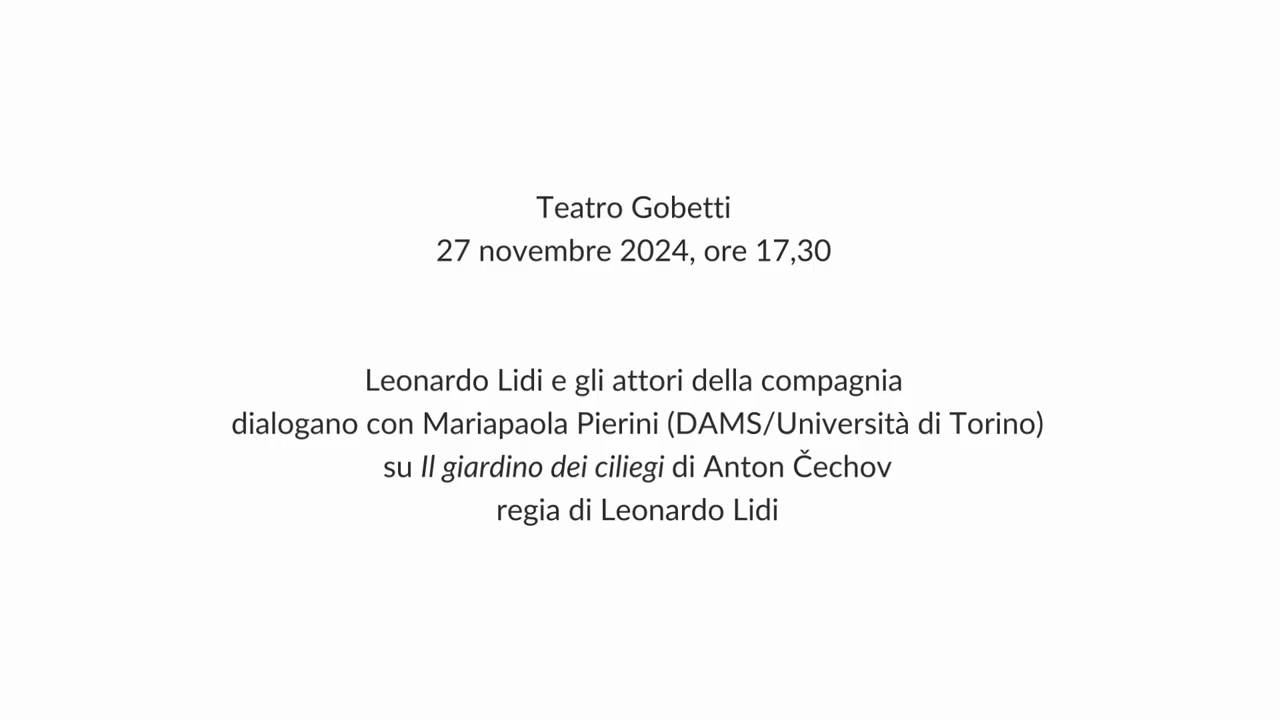 Teatro Gobetti
27 novembre 2024, ore 17,30
Leonardo Lidi e gli attori della compagnia
dialogano con Mariapaola Pierini (DAMS/Università di Torino)
su Il giardino dei ciliegi di Anton Čechov
regia di Leonardo Lidi